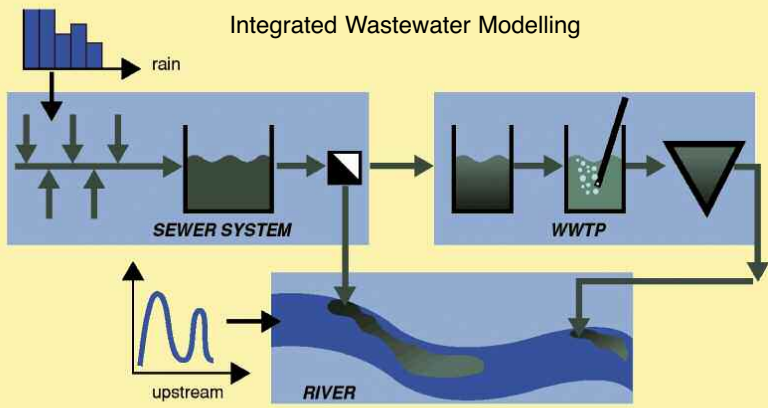 Integrated Wastewater Modelling
rain
SEWER SYSTEM
WWTP
upstream
RIVER